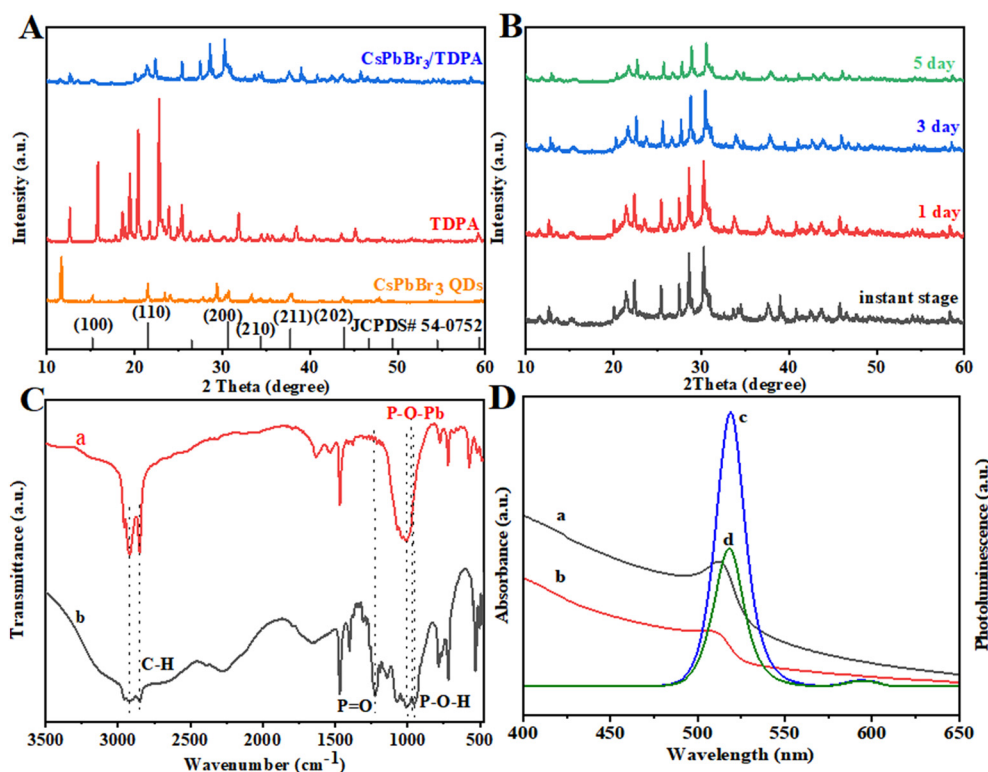 A
CsPbBr3/TDPA
TDPA
CsPbBr3 QDs
(100)
(110)
(200)
(210)
(211)
(202)
JCPDS# 54-0752
Intensity (a.u.)
10 20 30 40 50 60
2 Theta (degree)
B
5 day
3 day
1 day
instant stage
Intensity (a.u.)
10 20 30 40 50 60
2Theta (degree)
C
a
P-O-Pb
b
C-H
P=O
P-O-H
Transmittance (a.u.)
3500 3000 2500 2000 1500 1000 500
Wavenumber (cm-1)
D
c
a
d
b
Absorbance (a.u.)
Photoluminescence (a.u.)
400 450 500 550 600 650
Wavelength (nm)